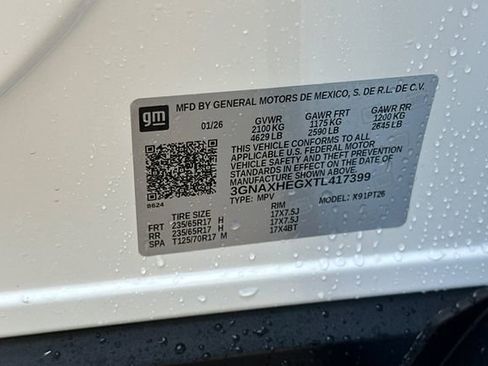 gm
MFD BY GENERAL MOTORS DE MEXICO, S. DE R.L. DE C.V.
01/26 GVWR GAWR FRT GAWR RR
2100 KG 1175 KG 1200 KG
4629 LB 2590 LB 2645 LB
THIS VEHICLE CONFORMS TO ALL
APPLICABLE U.S. FEDERAL MOTOR
VEHICLE SAFETY AND THEFT PREVENTION
STANDARDS IN EFFECT ON THE DATE OF
MANUFACTURE SHOWN ABOVE.
3GNAXHEGXTL417399
TYPE: MPV MODEL: X91PT26
8624
TIRE SIZE RIM
FRT 235/65R17 H 17X7.5J
RR 235/65R17 H 17X7.5J
SPA T125/70R17 M 17X4BT